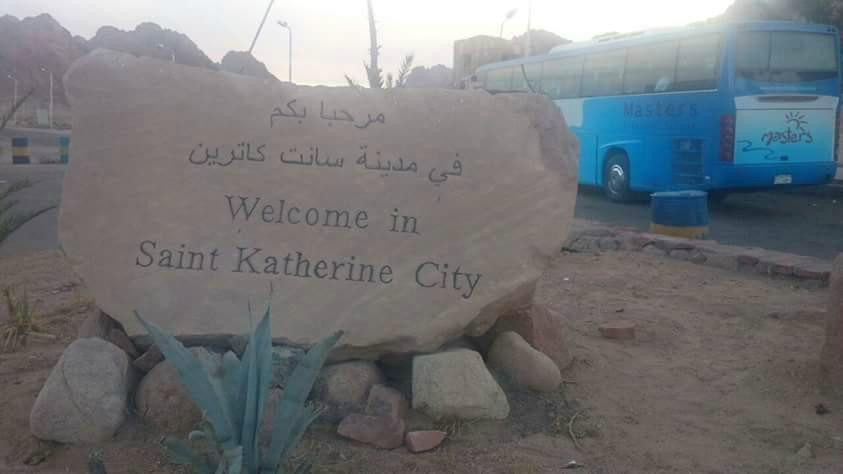 مرحبا بكم
في مدينة سانت كاترين
Welcome in
Saint Katherine City
Masters
Masters